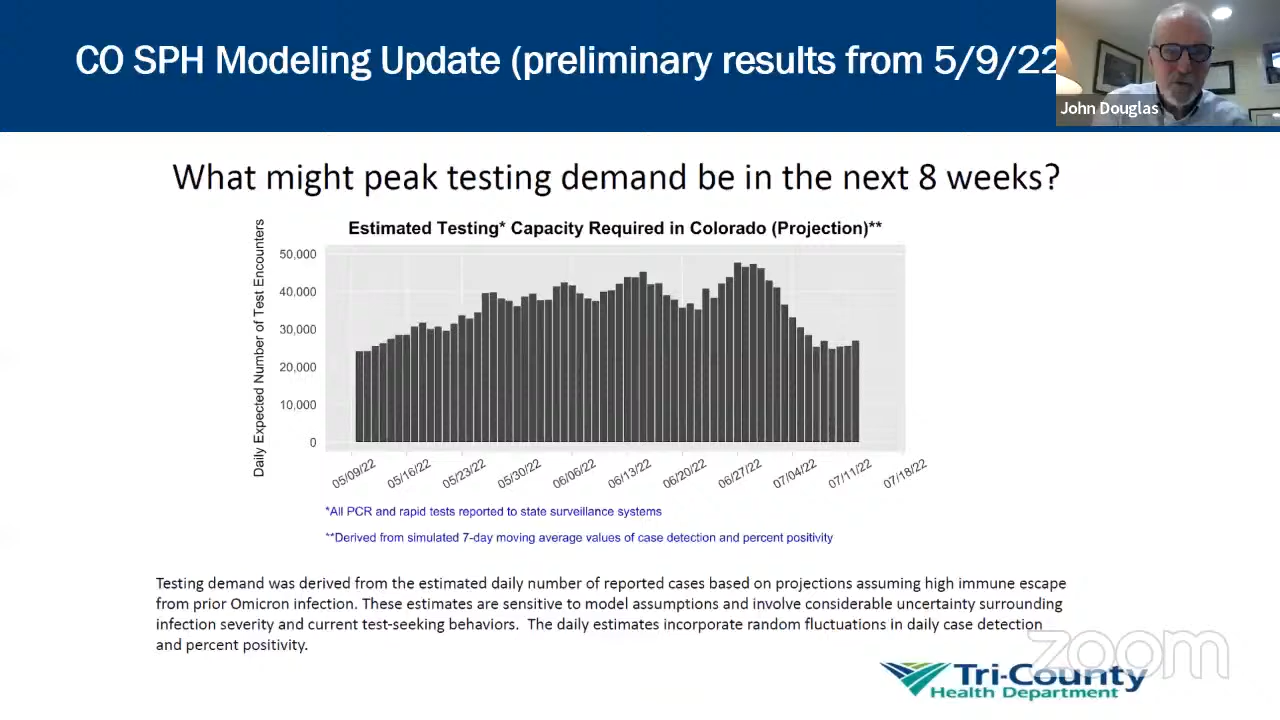 CO SPH Modeling Update (preliminary results from 5/9/22
John Douglas
What might peak testing demand be in the next 8 weeks?
Estimated Testing* Capacity Required in Colorado (Projection)**
Daily Expected Number of Test Encounters
50,000
40,000
30,000
20,000
10,000
0
05/09/22
05/16/22
05/23/22
05/30/22
06/06/22
06/13/22
06/20/22
06/27/22
07/04/22
07/11/22
07/18/22
*All PCR and rapid tests reported to state surveillance systems
**Derived from simulated 7-day moving average values of case detection and percent positivity
Testing demand was derived from the estimated daily number of reported cases based on projections assuming high immune escape
from prior Omicron infection. These estimates are sensitive to model assumptions and involve considerable uncertainty surrounding
infection severity and current test-seeking behaviors. The daily estimates incorporate random fluctuations in daily case detection
and percent positivity.
zoom
Tri-County
Health Department